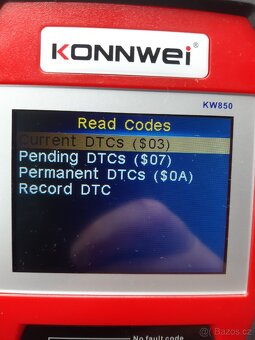 KONNWEI®
KW850
Read Codes
Current DTCs ($03)
Pending DTCs ($07)
Permanent DTCs ($0A)
Record DTC
No fault code
Bazoš.cz